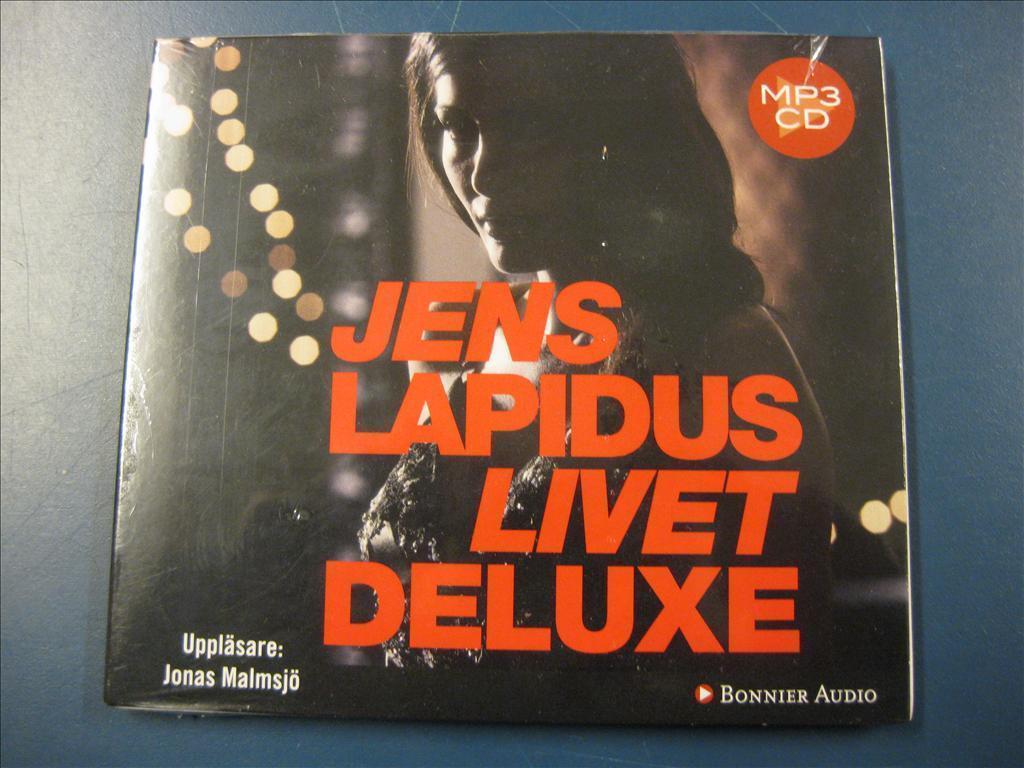 MP3
CD
JENS
LAPIDUS
LIVET
DELUXE
Uppläsare:
Jonas Malmsjö
BONNIER AUDIO